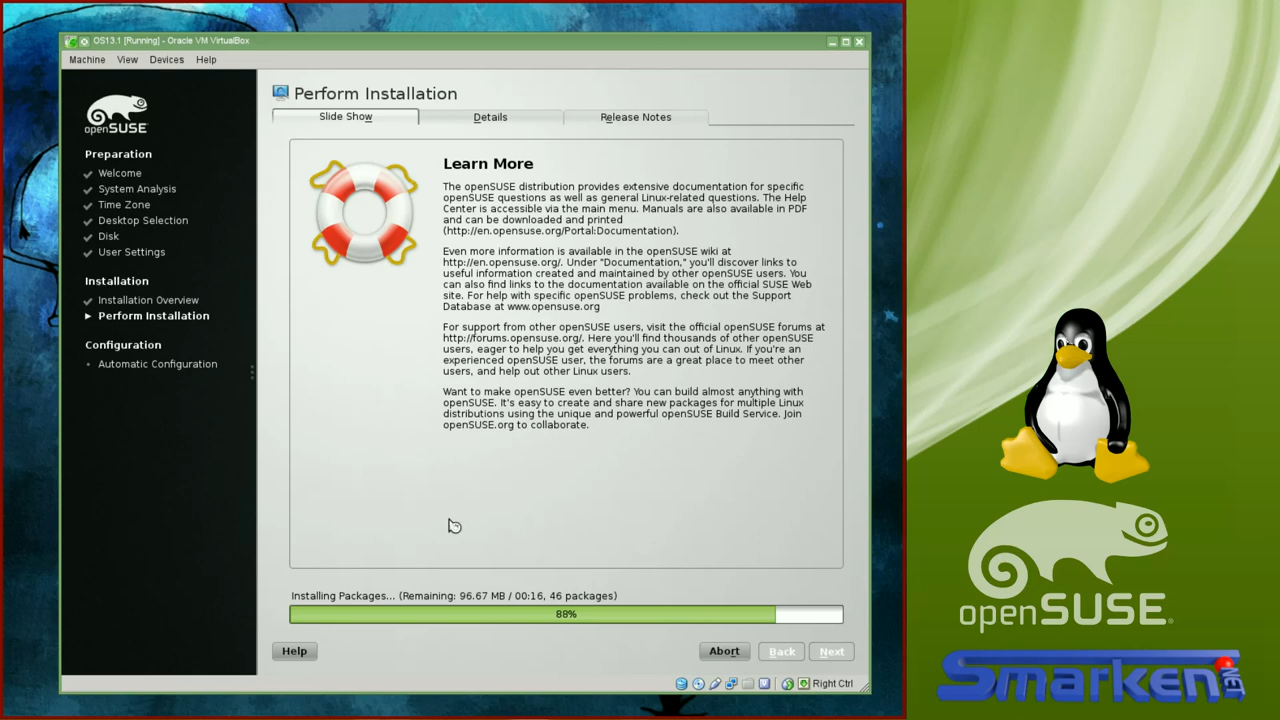 OS13.1 [Running] - Oracle VM VirtualBox
Machine View Devices Help
openSUSE
Preparation
Welcome
System Analysis
Time Zone
Desktop Selection
Disk
User Settings
Installation
Installation Overview
Perform Installation
Configuration
Automatic Configuration
Perform Installation
Slide Show Details Release Notes
Learn More
The openSUSE distribution provides extensive documentation for specific
openSUSE questions as well as general Linux-related questions. The Help
Center is accessible via the main menu. Manuals are also available in PDF
and can be downloaded and printed
(http://en.opensuse.org/Portal:Documentation).
Even more information is available in the openSUSE wiki at
http://en.opensuse.org/. Under "Documentation," you'll discover links to
useful information created and maintained by other openSUSE users. You
can also find links to the documentation available on the official SUSE Web
site. For help with specific openSUSE problems, check out the Support
Database at www.opensuse.org
For support from other openSUSE users, visit the official openSUSE forums at
http://forums.opensuse.org/. Here you'll find thousands of other openSUSE
users, eager to help you get everything you can out of Linux. If you're an
experienced openSUSE user, the forums are a great place to meet other
users, and help out other Linux users.
Want to make openSUSE even better? You can build almost anything with
openSUSE. It's easy to create and share new packages for multiple Linux
distributions using the unique and powerful openSUSE Build Service. Join
openSUSE.org to collaborate.
Installing Packages... (Remaining: 96.67 MB / 00:16, 46 packages)
88%
Help Abort Back Next
Right Ctrl
openSUSE
Smarken.NET